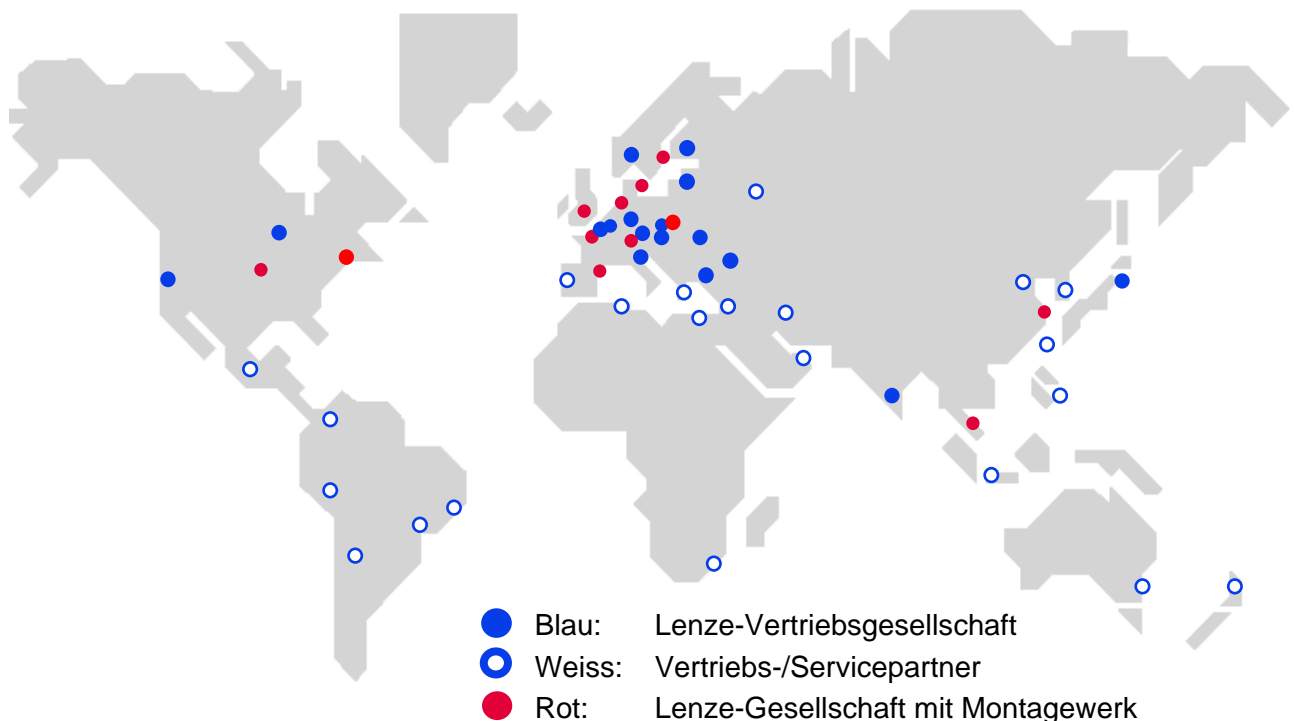 Blau: Lenze-Vertriebsgesellschaft
Weiss: Vertriebs-/Servicepartner
Rot: Lenze-Gesellschaft mit Montagewerk